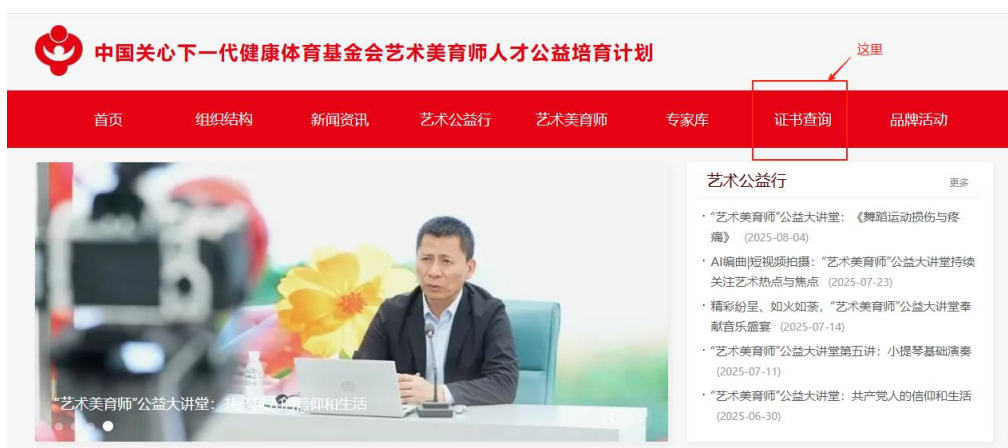 中国关心下一代健康体育基金会艺术美育师人才公益培育计划
这里
首页 组织结构 新闻资讯 艺术公益行 艺术美育师 专家库 证书查询 品牌活动
艺术公益行 更多
· “艺术美育师”公益大讲堂：《舞蹈运动损伤与疼
痛》 (2025-08-04)
· AI编曲|短视频拍摄：“艺术美育师”公益大讲堂持续
关注艺术热点与焦点 (2025-07-23)
· 精彩纷呈、如火如荼，“艺术美育师”公益大讲堂奉
献音乐盛宴 (2025-07-14)
· “艺术美育师”公益大讲堂第五讲：小提琴基础演奏
(2025-07-11)
· “艺术美育师”公益大讲堂：共产党人的信仰和生活
(2025-06-30)
“艺术美育师”公益大讲堂：共产党人的信仰和生活